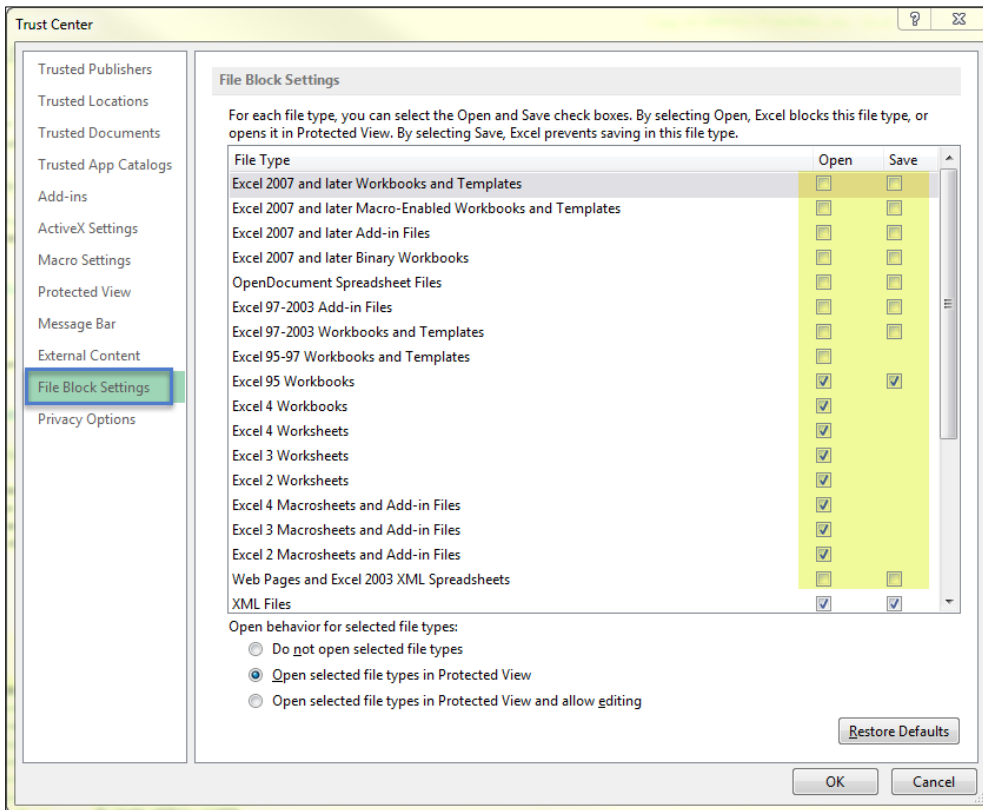 Trust Center
Trusted Publishers
Trusted Locations
Trusted Documents
Trusted App Catalogs
Add-ins
ActiveX Settings
Macro Settings
Protected View
Message Bar
External Content
File Block Settings
Privacy Options
File Block Settings
For each file type, you can select the Open and Save check boxes. By selecting Open, Excel blocks this file type, or
opens it in Protected View. By selecting Save, Excel prevents saving in this file type.
File Type Open Save
Excel 2007 and later Workbooks and Templates
Excel 2007 and later Macro-Enabled Workbooks and Templates
Excel 2007 and later Add-in Files
Excel 2007 and later Binary Workbooks
OpenDocument Spreadsheet Files
Excel 97-2003 Add-in Files
Excel 97-2003 Workbooks and Templates
Excel 95-97 Workbooks and Templates
Excel 95 Workbooks
Excel 4 Workbooks
Excel 4 Worksheets
Excel 3 Worksheets
Excel 2 Worksheets
Excel 4 Macrosheets and Add-in Files
Excel 3 Macrosheets and Add-in Files
Excel 2 Macrosheets and Add-in Files
Web Pages and Excel 2003 XML Spreadsheets
XML Files
Open behavior for selected file types:
Do not open selected file types
Open selected file types in Protected View
Open selected file types in Protected View and allow editing
Restore Defaults
OK Cancel